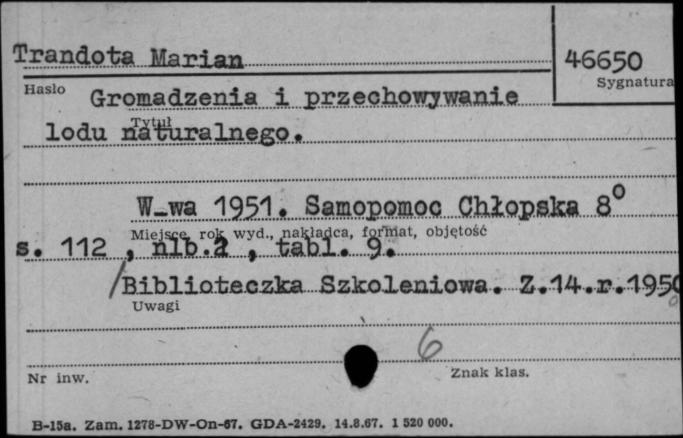 Trandota Marian
46650
Hasło
Sygnatura
Gromadzenia i przechowywanie
Tytuł
lodu naturalnego.
W-wa 1951. Samopomoc Chłopska 8°
Miejsce, rok wyd., nakładca, format, objętość
s. 112 , nlb.2 , tabl. 9.
/Biblioteczka Szkoleniowa. Z.14.r.1950
Uwagi
6
Nr inw.
Znak klas.
B-15a. Zam. 1278-DW-On-67. GDA-2429. 14.8.67. 1 520 000.